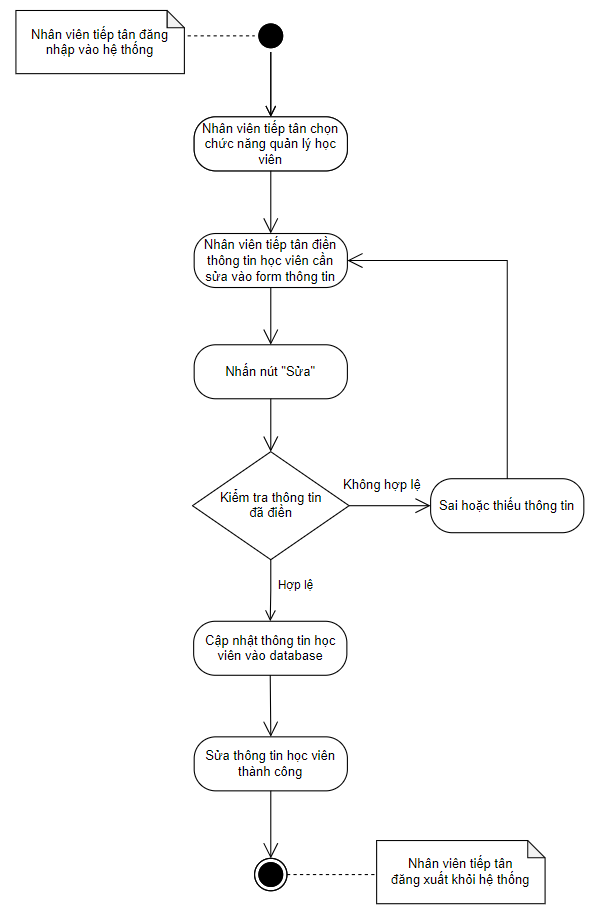 Nhân viên tiếp tân đăng
nhập vào hệ thống
Nhân viên tiếp tân chọn
chức năng quản lý học
viên
Nhân viên tiếp tân điền
thông tin học viên cần
sửa vào form thông tin
Nhấn nút "Sửa"
Kiểm tra thông tin
đã điền
Không hợp lệ
Sai hoặc thiếu thông tin
Hợp lệ
Cập nhật thông tin học
viên vào database
Sửa thông tin học viên
thành công
Nhân viên tiếp tân
đăng xuất khỏi hệ thống